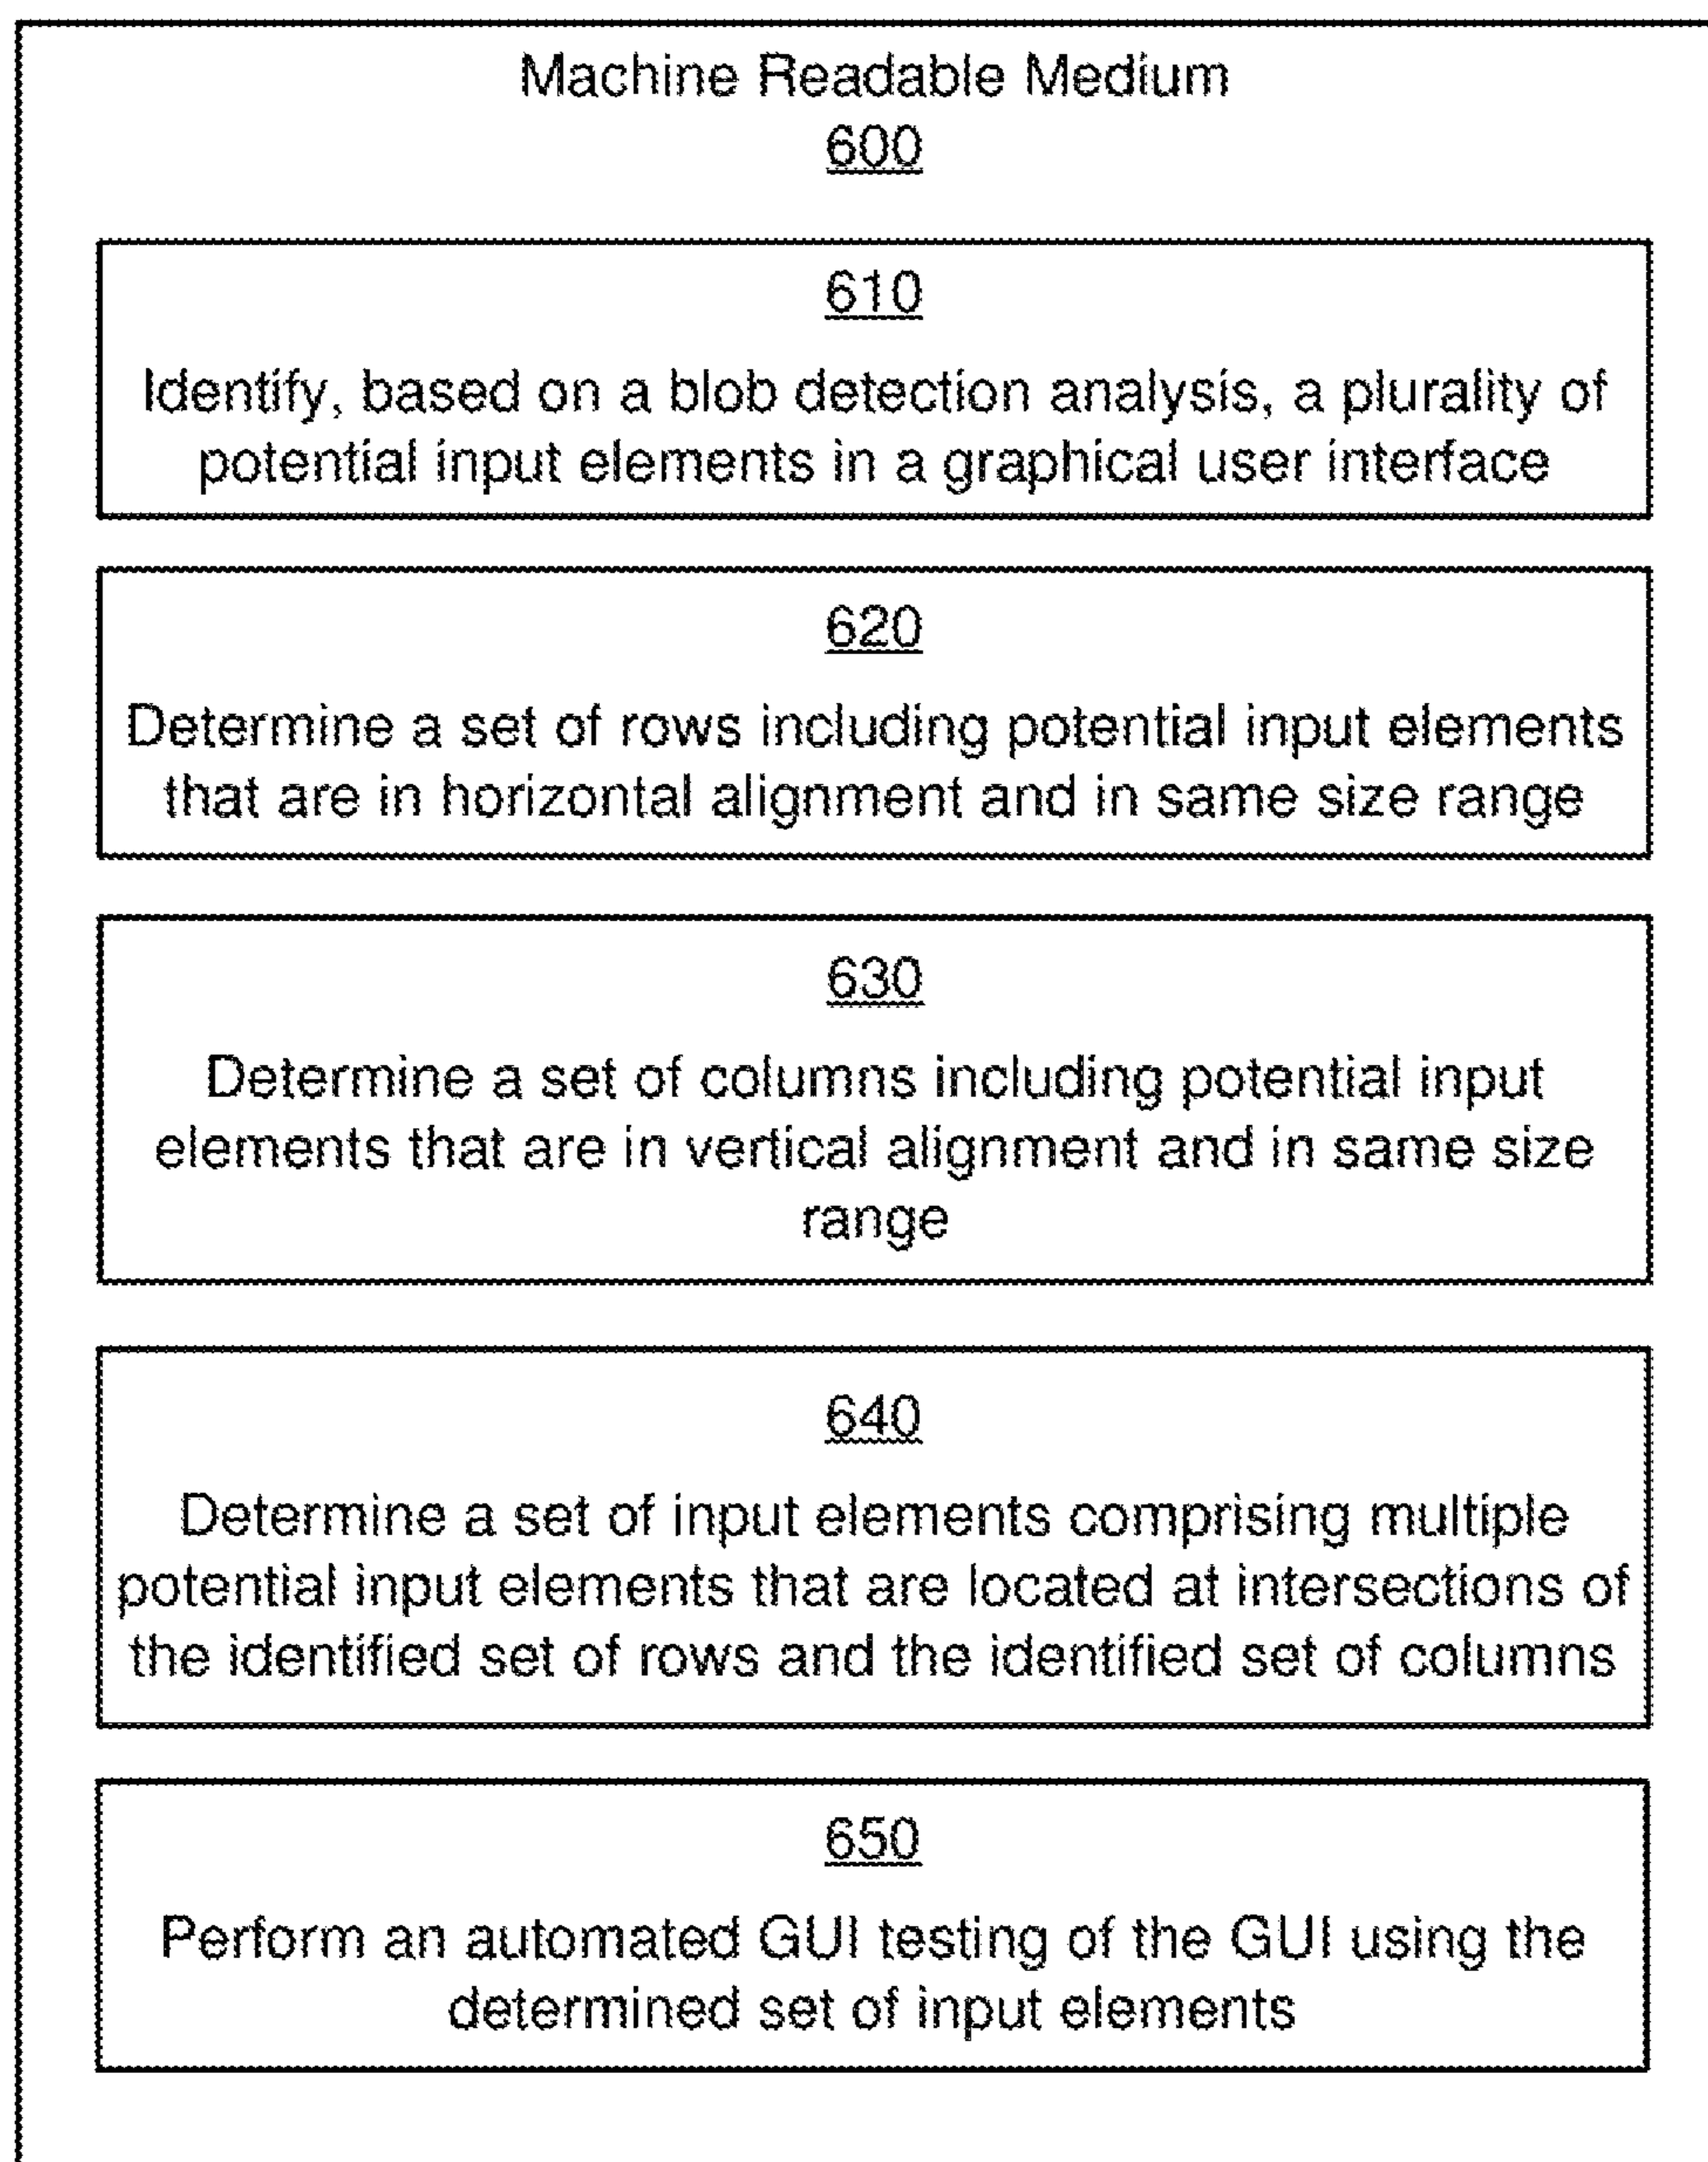 Machine Readable Medium
600
610
Identify, based on a blob detection analysis, a plurality of
potential input elements in a graphical user interface
620
Determine a set of rows including potential input elements
that are in horizontal alignment and in same size range
630
Determine a set of columns including potential input
elements that are in vertical alignment and in same size
range
640
Determine a set of input elements comprising multiple
potential input elements that are located at intersections of
the identified set of rows and the identified set of columns
650
Perform an automated GUI testing of the GUI using the
determined set of input elements